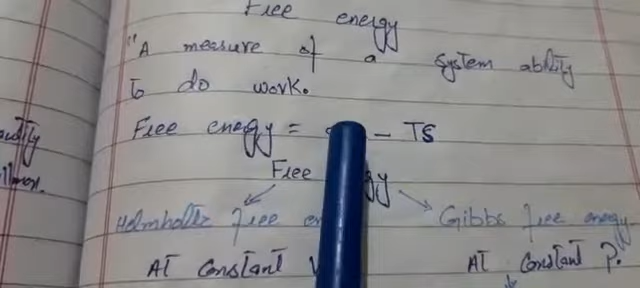 Free energy
"A measure of a system ability
To do work.
Free energy = - TS
Free
Helmholtz free Gibbs free energy
AT constant AT constant P.